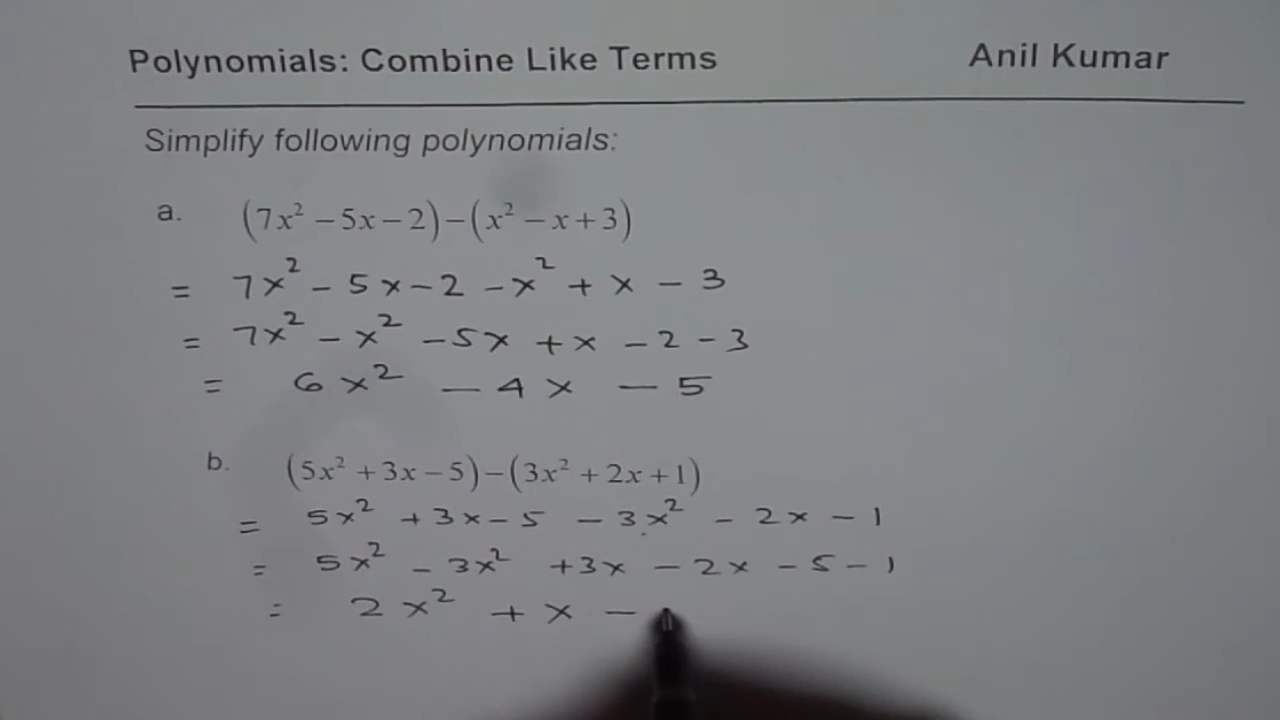 Polynomials: Combine Like Terms Anil Kumar
Simplify following polynomials:
a. (7x² − 5x − 2) − (x² − x + 3)
= 7x² − 5x − 2 − x² + x − 3
= 7x² − x² − 5x + x − 2 − 3
= 6x² − 4x − 5
b. (5x² + 3x − 5) − (3x² + 2x + 1)
= 5x² + 3x − 5 − 3x² − 2x − 1
= 5x² − 3x² + 3x − 2x − 5 − 1
= 2x² + x −